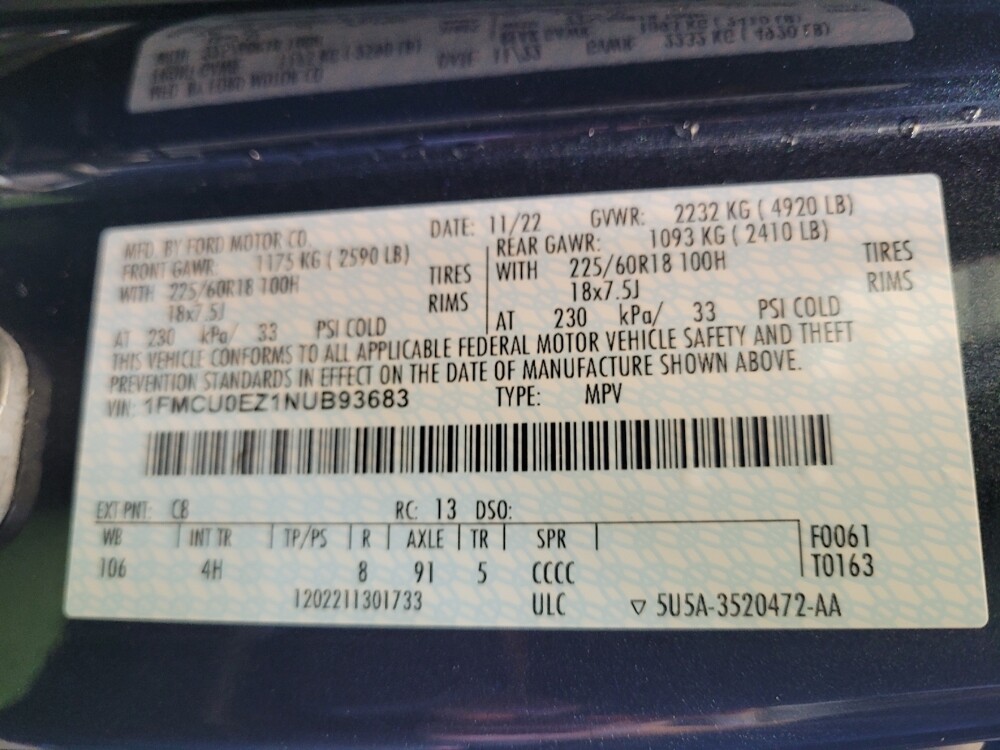 MFD. BY FORD MOTOR CO.
DATE: 11/22 GVWR: 2232 KG ( 4920 LB)
FRONT GAWR: 1175 KG ( 2590 LB)
WITH 225/60R18 100H TIRES
18x7.5J RIMS
AT 230 kPa/ 33 PSI COLD
REAR GAWR: 1093 KG ( 2410 LB)
WITH 225/60R18 100H TIRES
18x7.5J RIMS
AT 230 kPa/ 33 PSI COLD
THIS VEHICLE CONFORMS TO ALL APPLICABLE FEDERAL MOTOR VEHICLE SAFETY AND THEFT
PREVENTION STANDARDS IN EFFECT ON THE DATE OF MANUFACTURE SHOWN ABOVE.
VIN: 1FMCU0EZ1NUB93683 TYPE: MPV
EXT PNT: CB RC: 13 DSO:
WB INT TR TP/PS R AXLE TR SPR F0061
106 4H 8 91 5 CCCC T0163
1202211301733 ULC ▽ 5U5A-3520472-AA